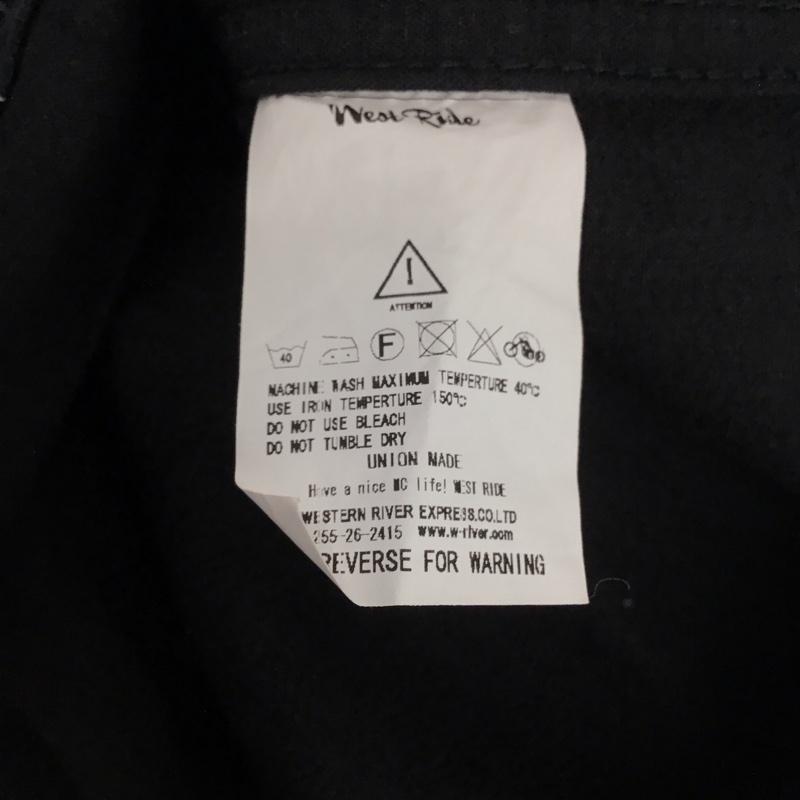 West Ride
!
ATTENTION
40 F
MACHINE WASH MAXIMUM TEMPERTURE 40℃
USE IRON TEMPERTURE 150℃
DO NOT USE BLEACH
DO NOT TUMBLE DRY
UNION MADE
Have a nice MC life! WEST RIDE
WESTERN RIVER EXPRESS.CO.LTD
255-26-2415 www.w-river.com
REVERSE FOR WARNING